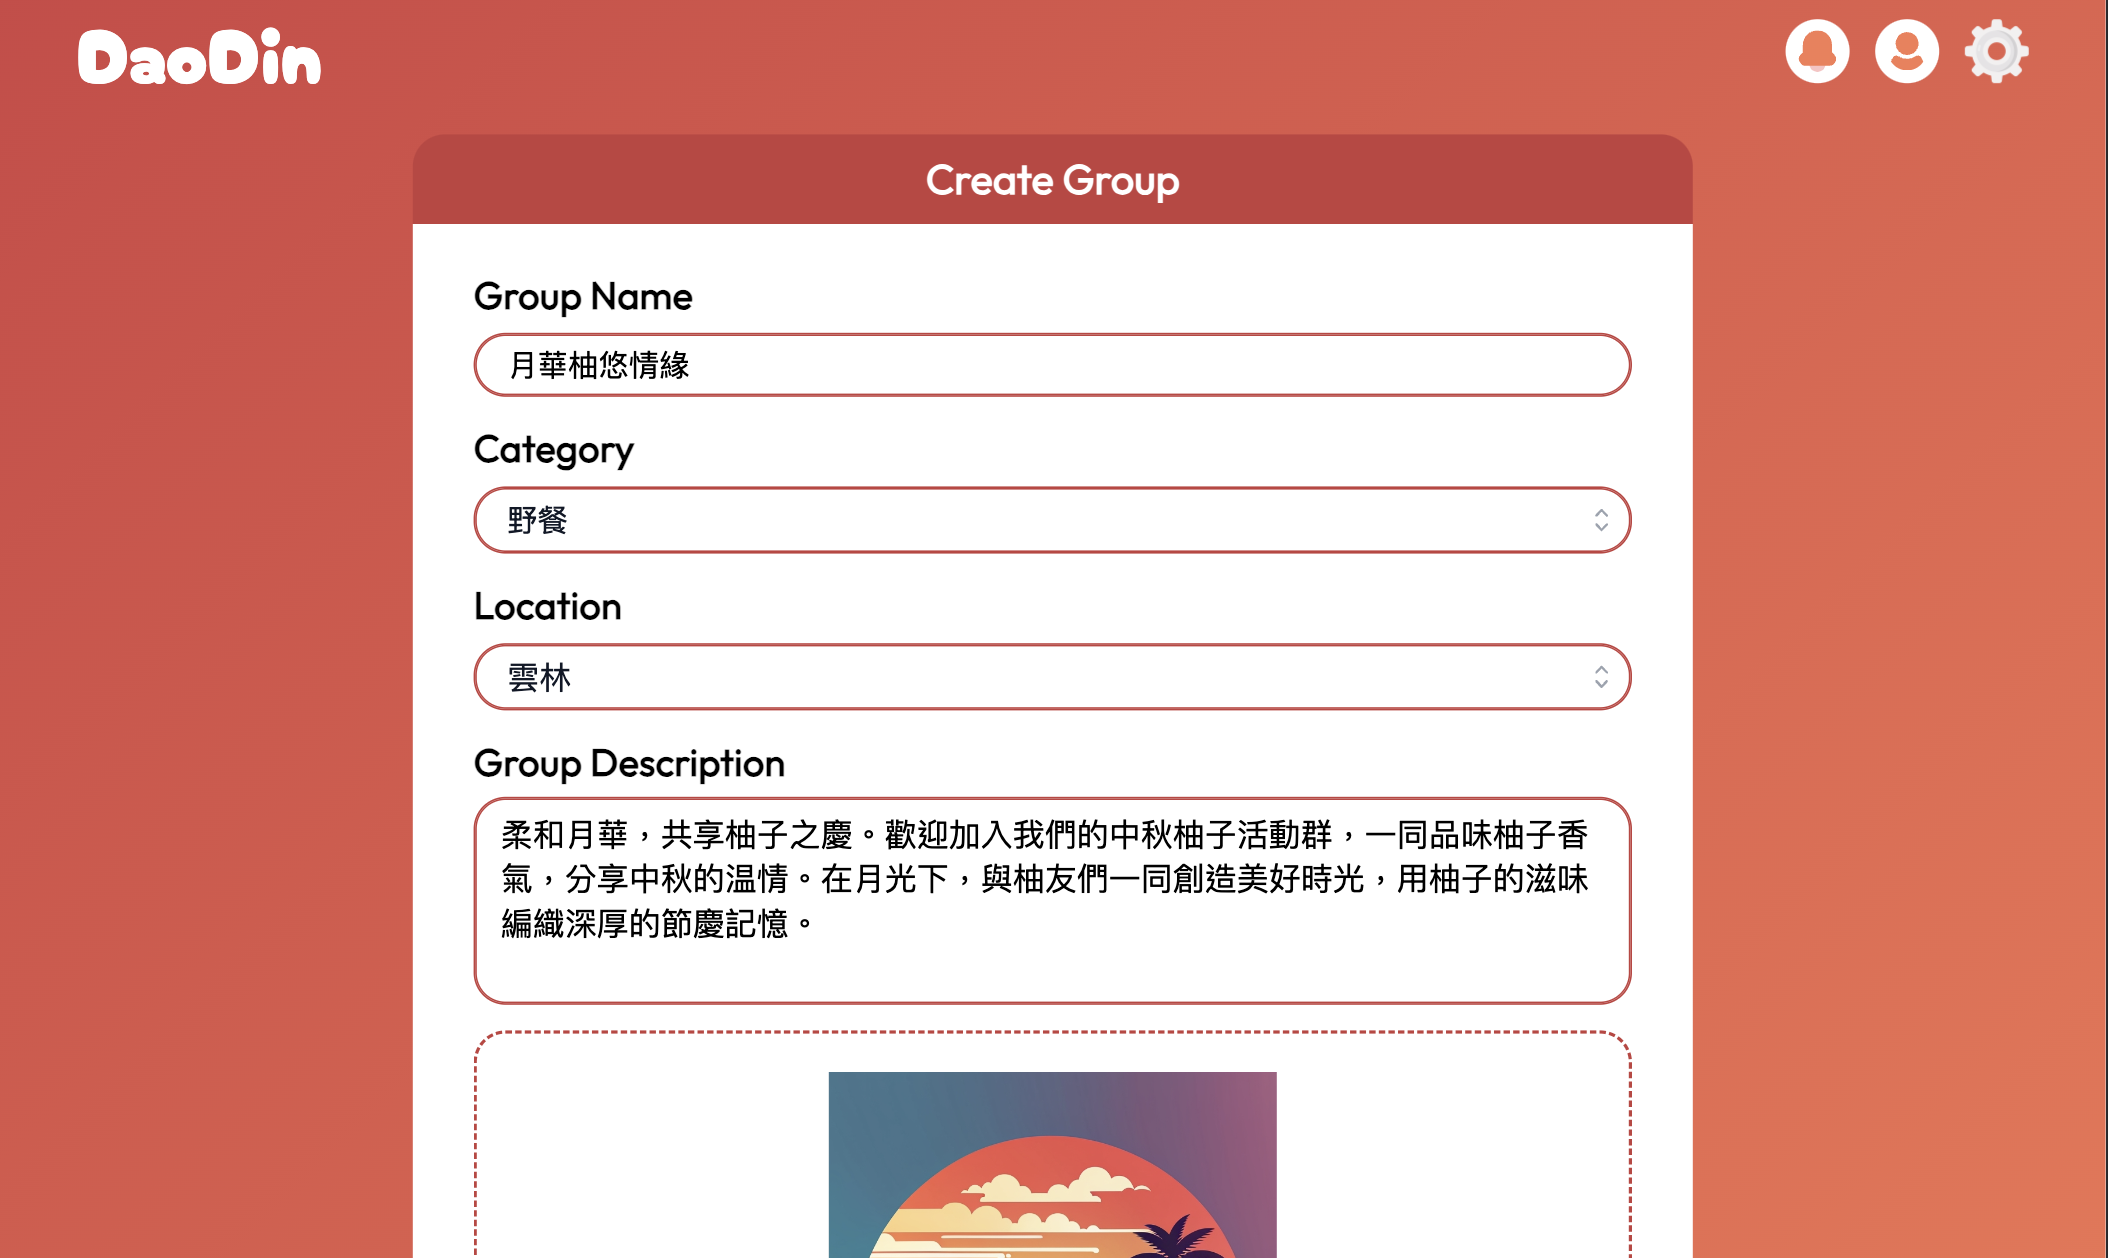 DaoDin
Create Group
Group Name
月華柚悠情緣
Category
野餐
Location
雲林
Group Description
柔和月華，共享柚子之慶。歡迎加入我們的中秋柚子活動群，一同品味柚子香
氣，分享中秋的温情。在月光下，與柚友們一同創造美好時光，用柚子的滋味
編織深厚的節慶記憶。